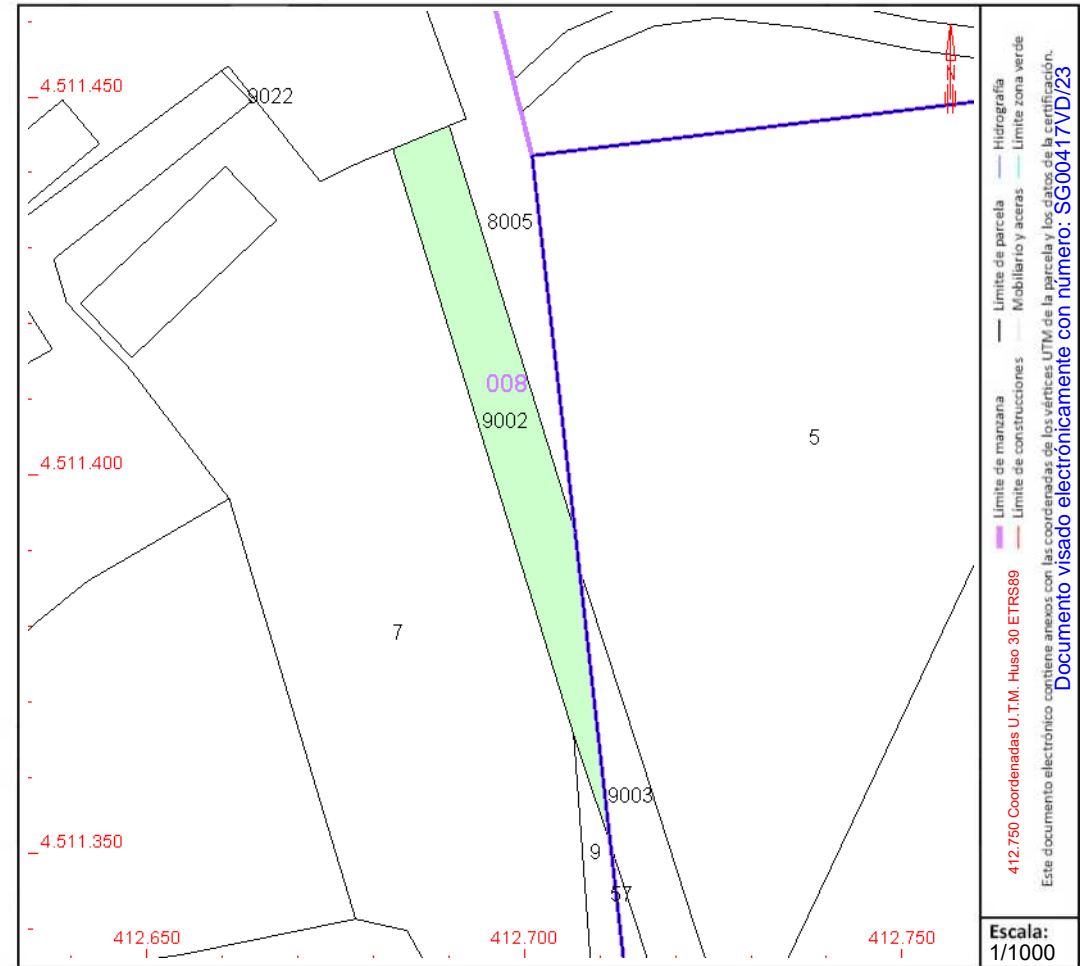 4.511.450
9022
8005
008
9002
5
4.511.400
7
9003
4.511.350
9
57
412.650
412.700
412.750
N
Límite de manzana
Límite de parcela
Hidrografía
Límite de construcciones
Mobiliario y aceras
Límite zona verde
412.750 Coordenadas U.T.M. Huso 30 ETRS89
Este documento electrónico contiene anexos con las coordenadas de los vértices UTM de la parcela y los datos de la certificación.
Documento visado electrónicamente con número: SG00417VD/23
Escala:
1/1000